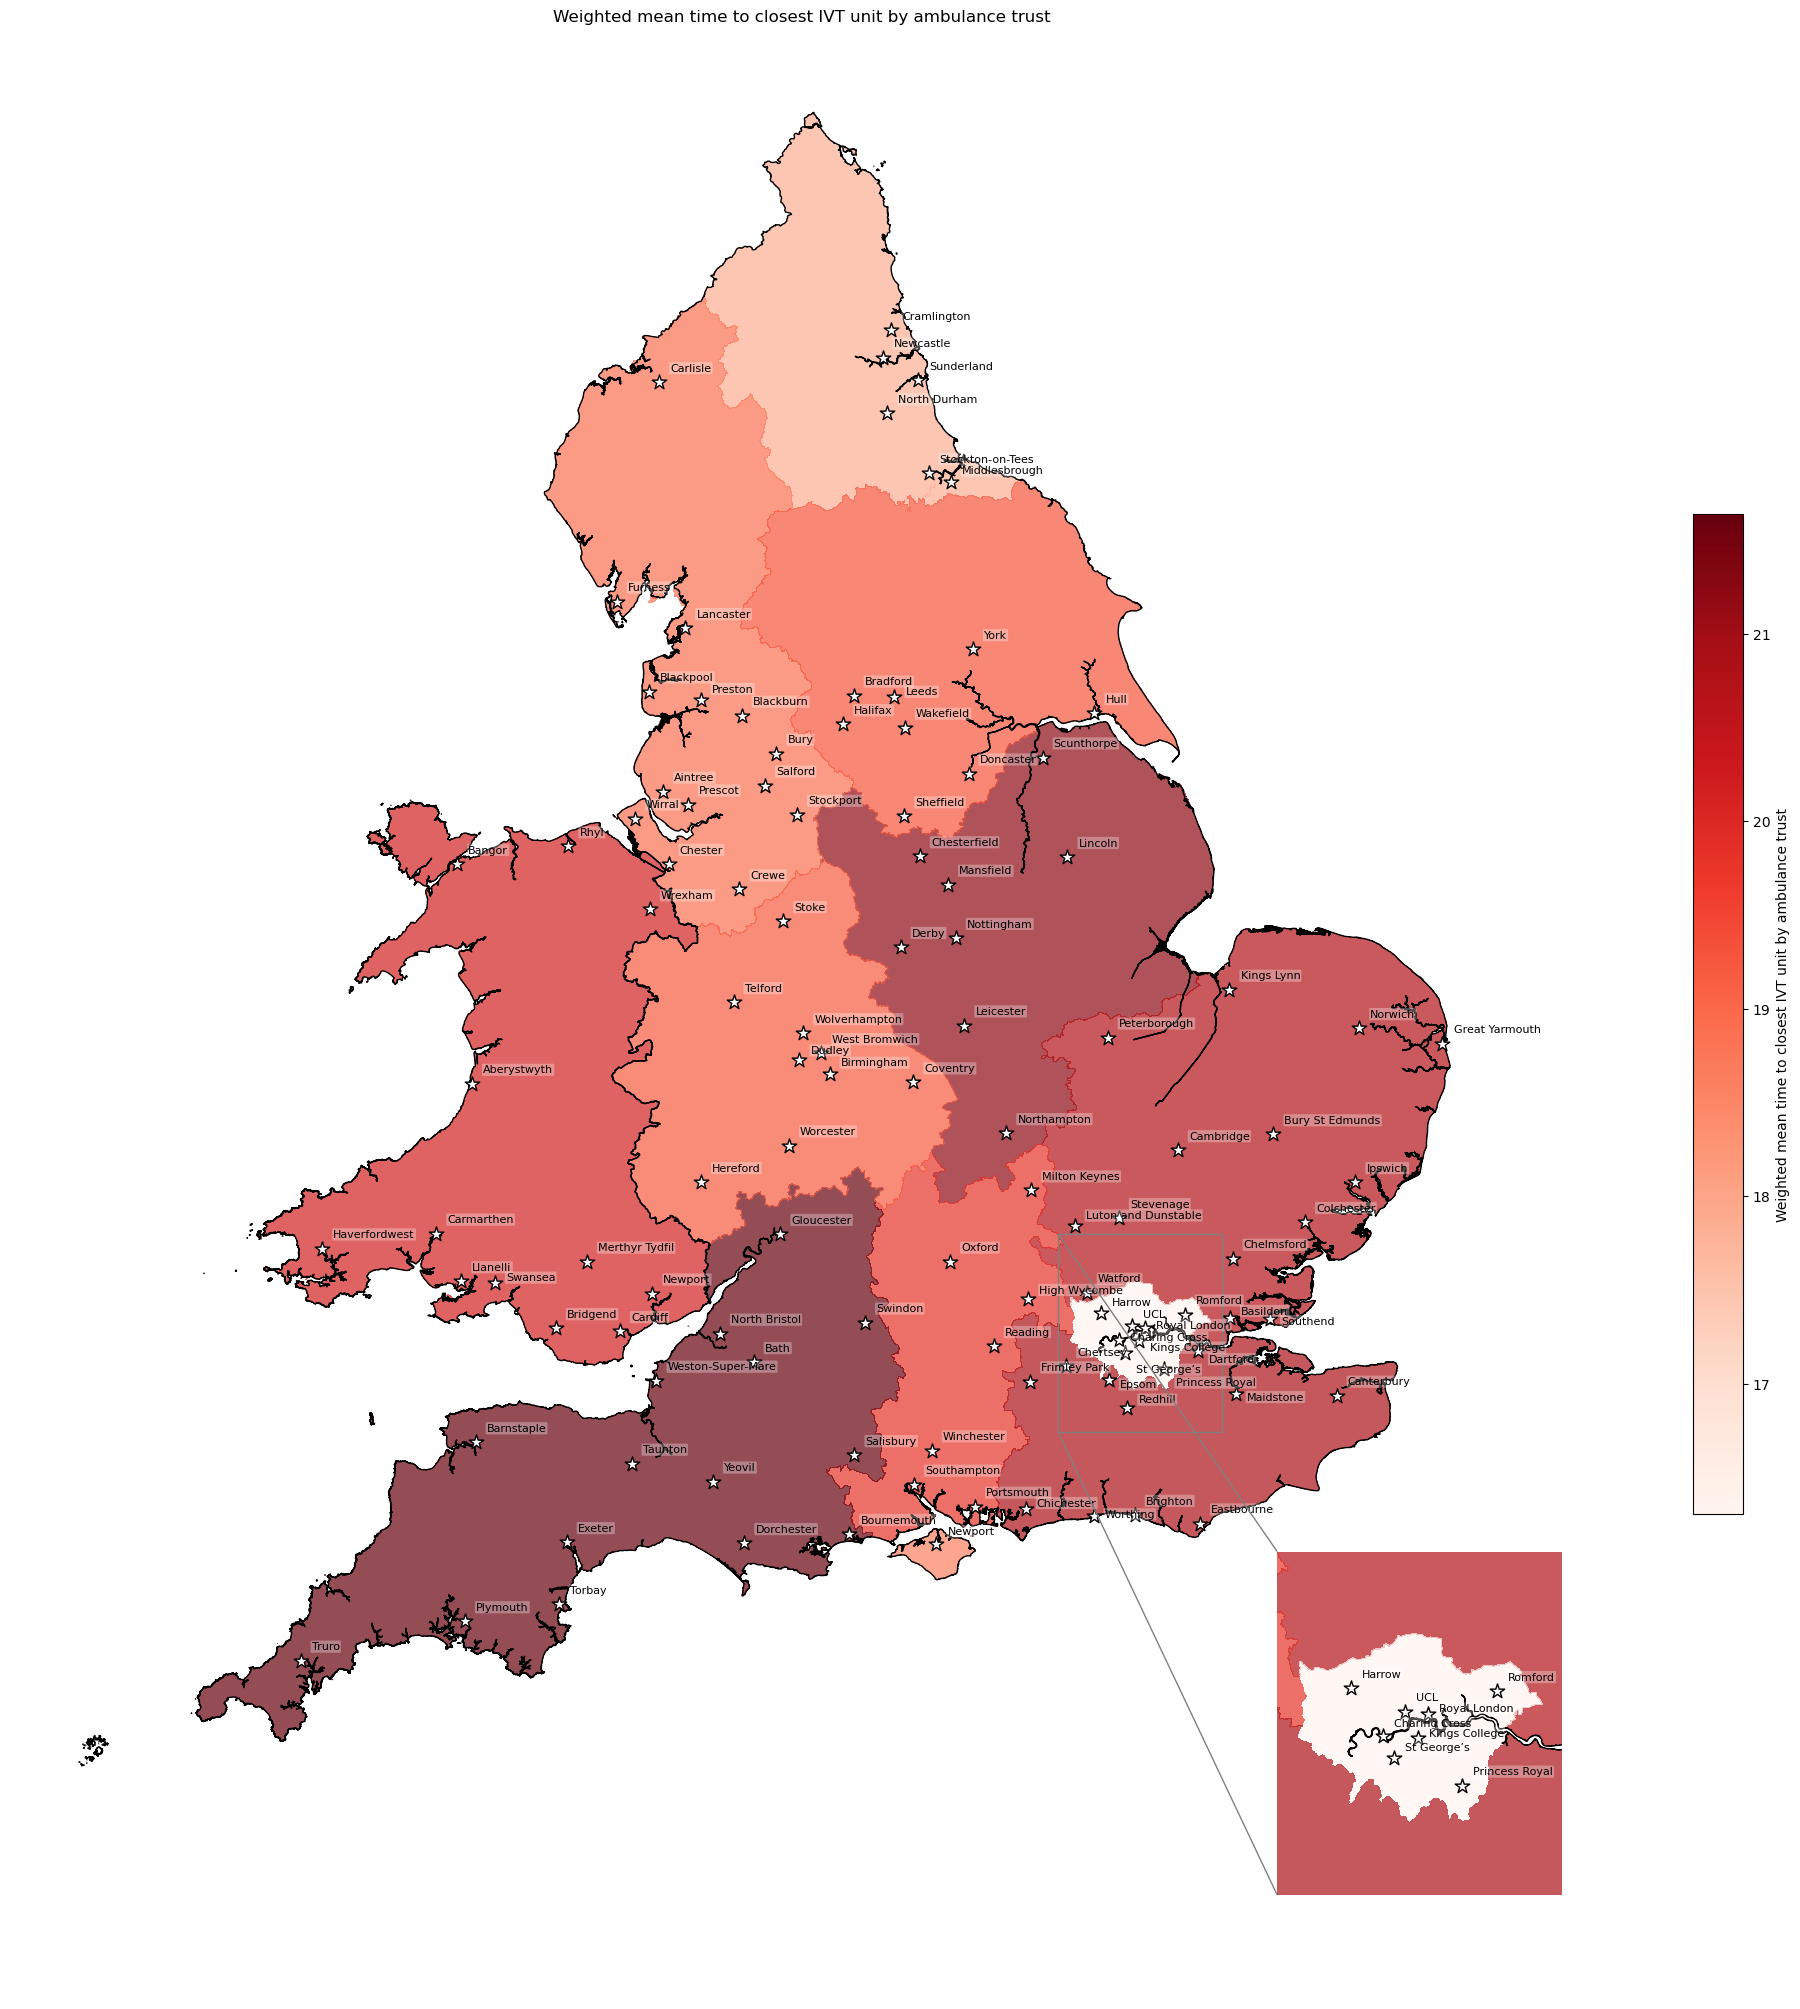 Weighted mean time to closest IVT unit by ambulance trust
Cramlington
Newcastle
Sunderland
Carlisle
North Durham
Stockton-on-Tees
Middlesbrough
Furness
Lancaster
York
Blackpool
Preston
Bradford
Leeds
Blackburn
Halifax
Wakefield
Hull
Bury
Scunthorpe
Doncaster
Aintree
Salford
Prescot
Wirral
Stockport
Sheffield
Rhyl
Bangor
Chester
Chesterfield
Lincoln
Mansfield
Crewe
Wrexham
Stoke
Derby
Nottingham
Kings Lynn
Telford
Leicester
Peterborough
Norwich
Great Yarmouth
Wolverhampton
West Bromwich
Dudley
Birmingham
Coventry
Aberystwyth
Northampton
Bury St Edmunds
Worcester
Cambridge
Hereford
Milton Keynes
Ipswich
Stevenage
Luton and Dunstable
Colchester
Carmarthen
Gloucester
Haverfordwest
Merthyr Tydfil
Oxford
Chelmsford
Llanelli
Swansea
Newport
High Wycombe
Watford
Harrow
Romford
Basildon
Southend
Bridgend
Cardiff
North Bristol
Swindon
UCL
Royal London
Charing Cross
Kings College
Reading
Bath
Weston-Super-Mare
Chertsey
Dartford
Frimley Park
St George’s
Princess Royal
Epsom
Canterbury
Maidstone
Redhill
Barnstaple
Taunton
Yeovil
Salisbury
Winchester
Southampton
Portsmouth
Chichester
Worthing
Brighton
Eastbourne
Exeter
Dorchester
Bournemouth
Newport
Torbay
Plymouth
Truro
Harrow
Romford
UCL
Royal London
Charing Cross
Kings College
St George’s
Princess Royal
21
20
19
18
17
Weighted mean time to closest IVT unit by ambulance trust